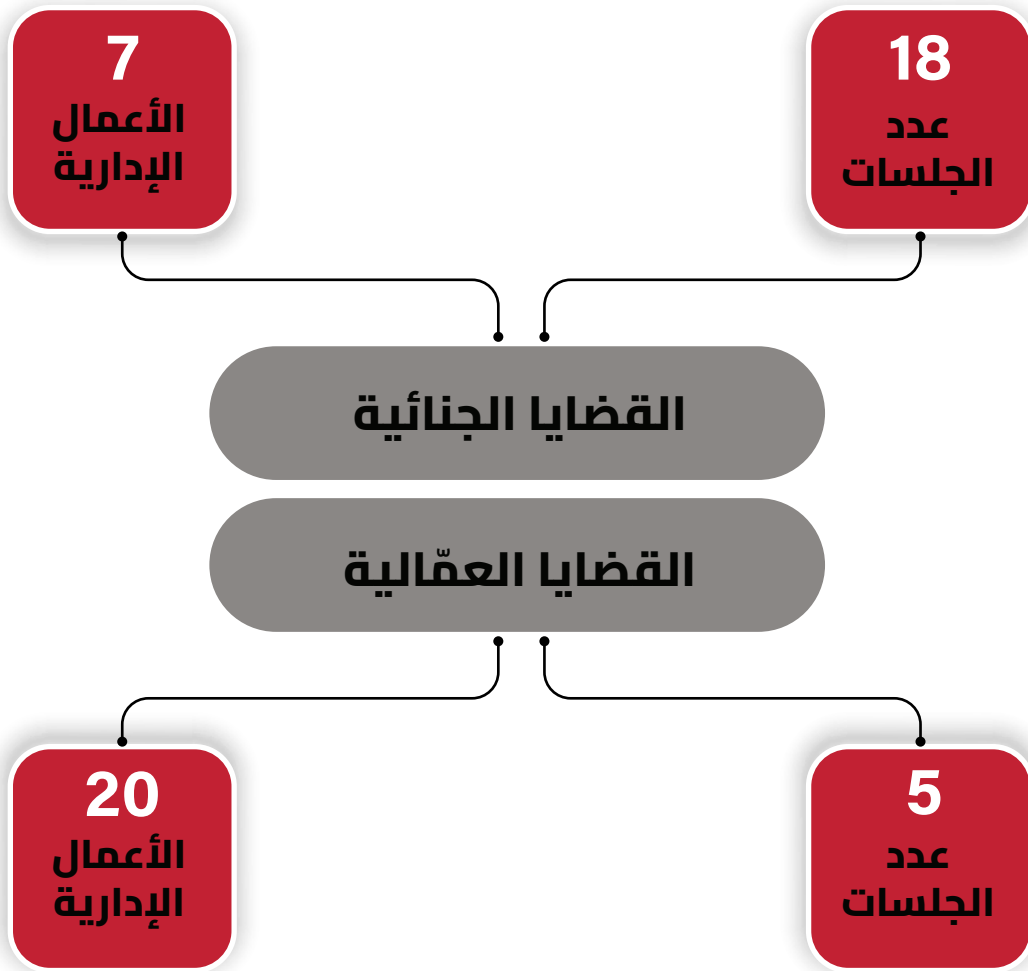 18
عدد
الجلسات
7
الأعمال
الإدارية
القضايا الجنائية
القضايا العمّالية
5
عدد
الجلسات
20
الأعمال
الإدارية